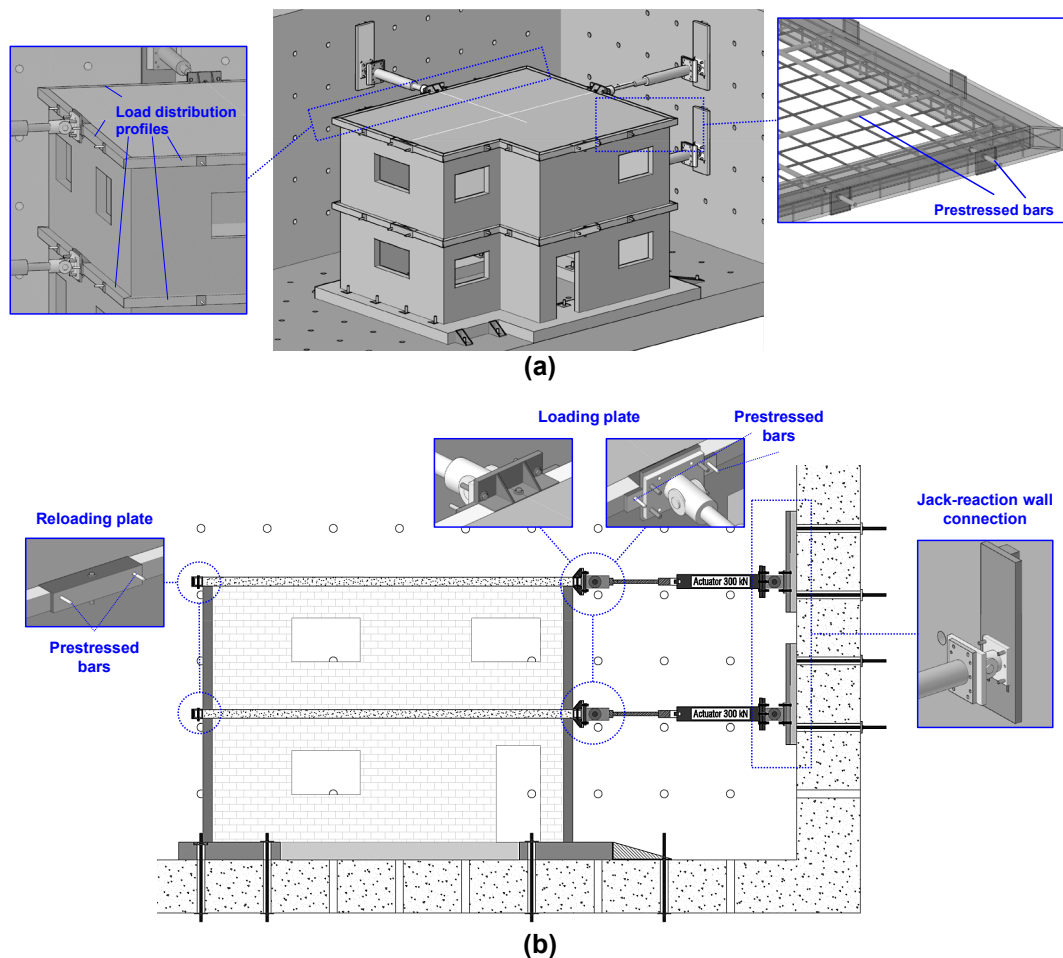 Load distribution
profiles
Prestressed bars
(a)
Loading plate
Prestressed
bars
Reloading plate
Jack-reaction wall
connection
Actuator 300 kN
Prestressed
bars
Actuator 300 kN
(b)